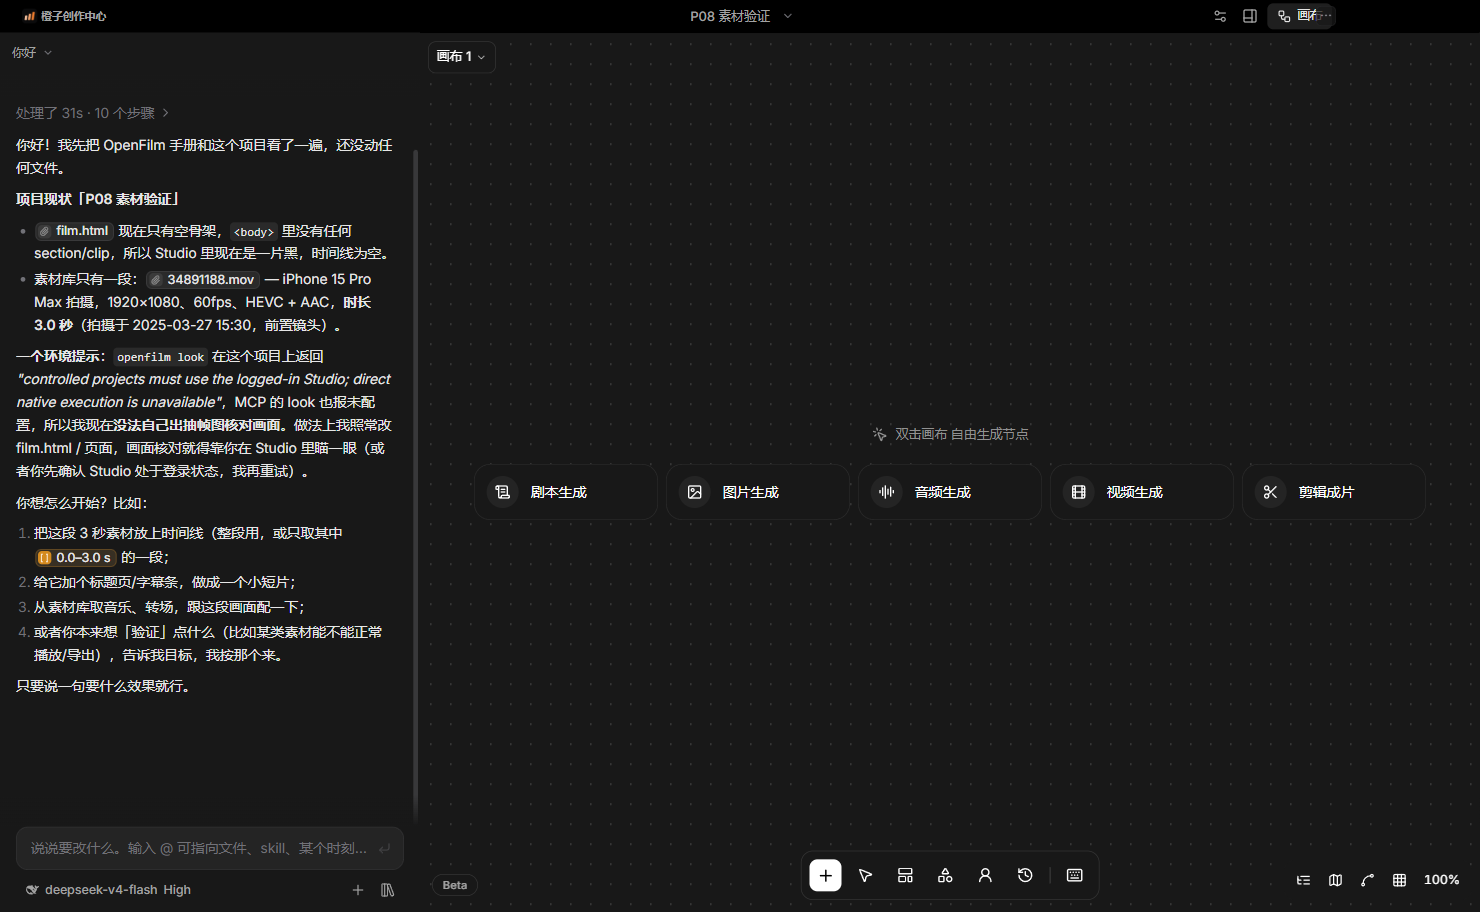 橙子创作中心
P08 素材验证
画布
你好
画布 1
处理了 31s · 10 个步骤
你好！我先把 OpenFilm 手册和这个项目看了一遍，还没动任
何文件。
项目现状「P08 素材验证」
film.html 现在只有空骨架，<body> 里没有任何
section/clip，所以 Studio 里现在是一片黑，时间线为空。
素材库只有一段：34891188.mov — iPhone 15 Pro
Max 拍摄，1920×1080、60fps、HEVC + AAC，时长
3.0 秒（拍摄于 2025-03-27 15:30，前置镜头）。
一个环境提示：openfilm look 在这个项目上返回
"controlled projects must use the logged-in Studio; direct
native execution is unavailable"，MCP 的 look 也报未配
置，所以我现在没法自己出抽帧图核对画面。做法上我照常改
film.html / 页面，画面核对就得靠你在 Studio 里瞄一眼（或
者你先确认 Studio 处于登录状态，我再重试）。
你想怎么开始？比如：
1. 把这段 3 秒素材放上时间线（整段用，或只取其中
0.0–3.0 s 的一段；
2. 给它加个标题页/字幕条，做成一个小短片；
3. 从素材库取音乐、转场，跟这段画面配一下；
4. 或者你本来想「验证」点什么（比如某类素材能不能正常
播放/导出），告诉我目标，我按那个来。
只要说一句要什么效果就行。
双击画布 自由生成节点
剧本生成
图片生成
音频生成
视频生成
剪辑成片
说说要改什么。输入 @ 可指向文件、skill、某个时刻...
deepseek-v4-flash High
Beta
100%